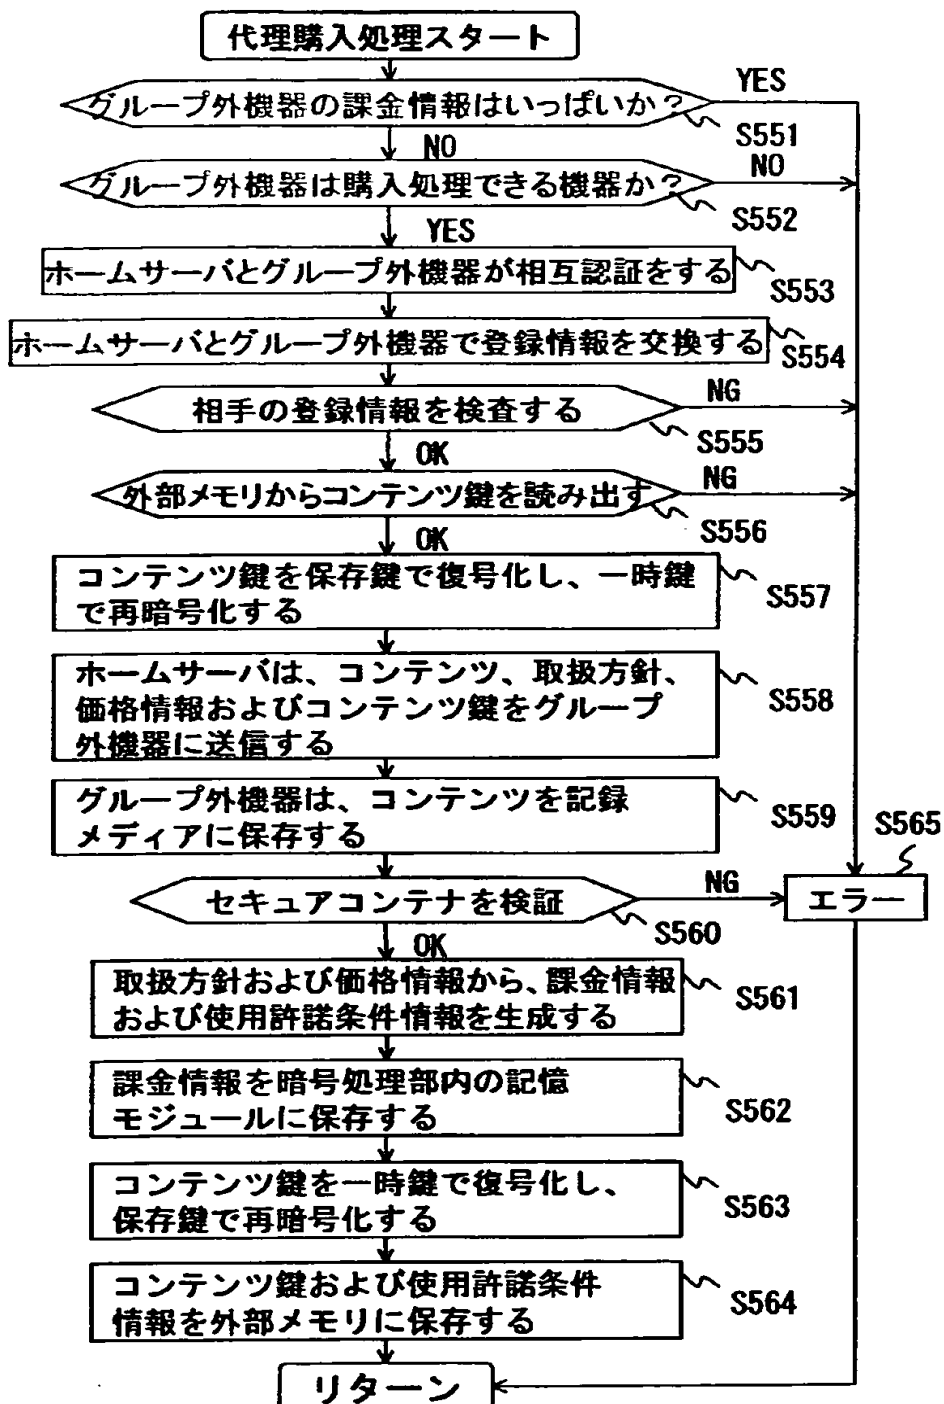 代理購入処理スタート
グループ外機器の課金情報はいっぱいか?
YES
S551
NO
グループ外機器は購入処理できる機器か?
NO
S552
YES
ホームサーバとグループ外機器が相互認証をする
S553
ホームサーバとグループ外機器で登録情報を交換する
S554
相手の登録情報を検査する
NG
S555
OK
外部メモリからコンテンツ鍵を読み出す
NG
S556
OK
コンテンツ鍵を保存鍵で復号化し、一時鍵
で再暗号化する
S557
ホームサーバは、コンテンツ、取扱方針、
価格情報およびコンテンツ鍵をグループ
外機器に送信する
S558
グループ外機器は、コンテンツを記録
メディアに保存する
S559
S565
エラー
セキュアコンテナを検証
NG
S560
OK
取扱方針および価格情報から、課金情報
および使用許諾条件情報を生成する
S561
課金情報を暗号処理部内の記憶
モジュールに保存する
S562
コンテンツ鍵を一時鍵で復号化し、
保存鍵で再暗号化する
S563
コンテンツ鍵および使用許諾条件
情報を外部メモリに保存する
S564
リターン